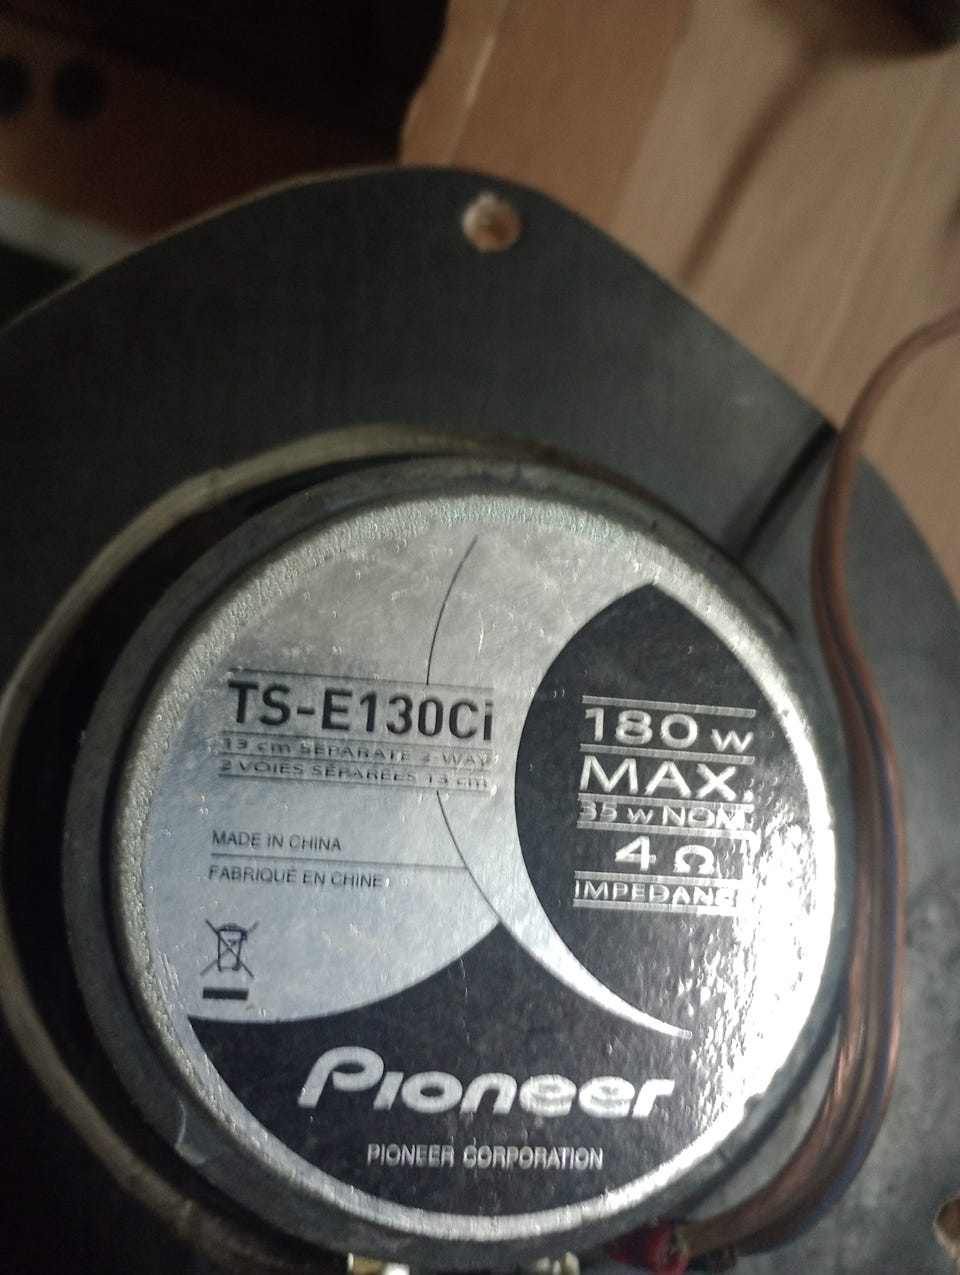 TS-E130Ci
13 cm SEPARATE 2-WAY
2 VOIES SÉPARÉES 13 cm
MADE IN CHINA
FABRIQUÉ EN CHINE
180 w
MAX.
35 w NOM.
4 Ω
IMPEDANCE
Pioneer
PIONEER CORPORATION